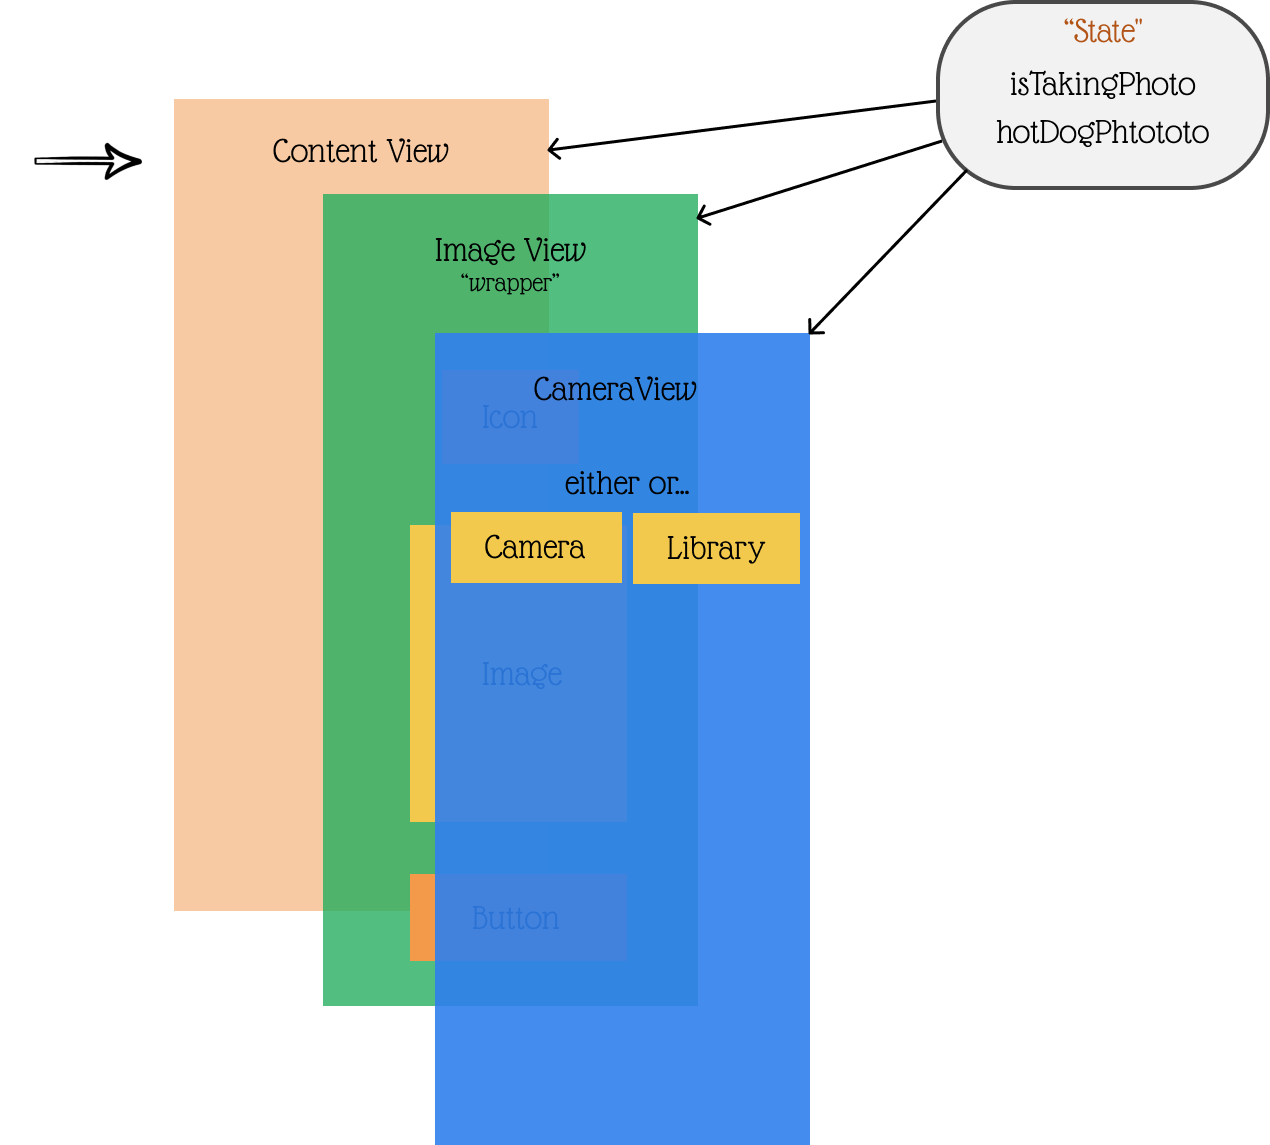 “State"
isTakingPhoto
hotDogPhtototo
Content View
Image View
“wrapper”
CameraView
Icon
either or...
Camera
Library
Image
Button